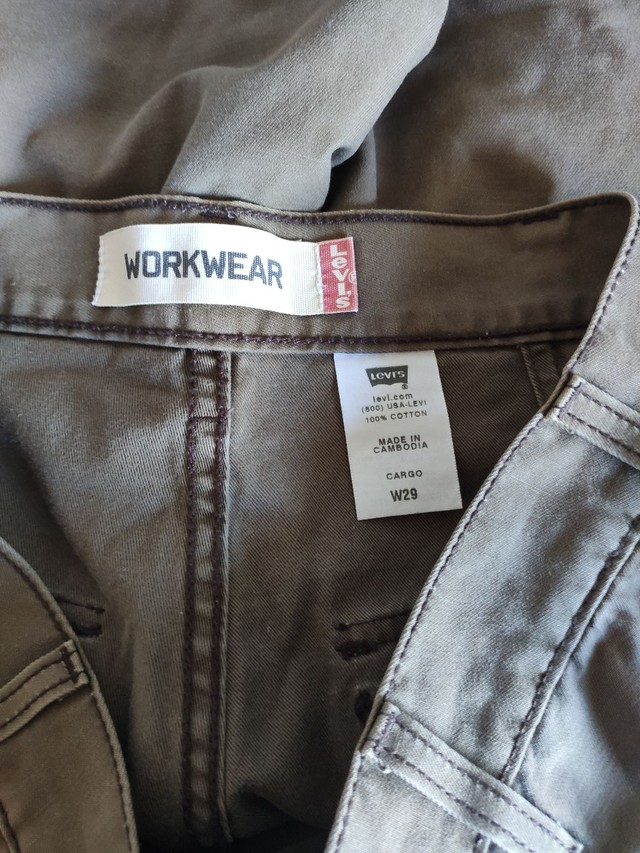 WORKWEAR
LEVI'S®
LEVI'S®
levi.com
(800) USA-LEVI
100% COTTON
MADE IN
CAMBODIA
CARGO
W29